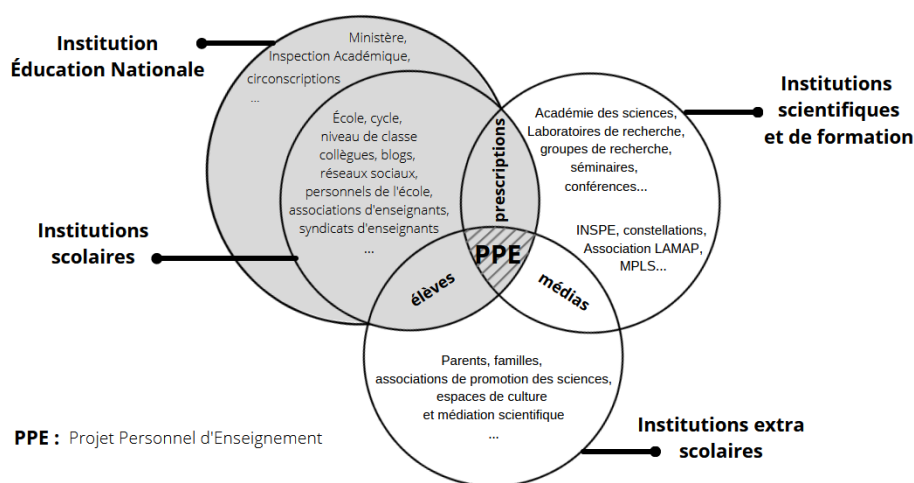 Institution
Éducation Nationale
Ministère,
Inspection Académique,
circonscriptions
...
École, cycle,
niveau de classe
collègues, blogs,
réseaux sociaux,
personnels de l'école,
associations d'enseignants,
syndicats d'enseignants
...
Institutions
scolaires
prescriptions
Académie des sciences,
Laboratoires de recherche,
groupes de recherche,
séminaires,
conférences...
INSPE, constellations,
Association LAMAP,
MPLS...
Institutions
scientifiques
et de formation
PPE
élèves
médias
Parents, familles,
associations de promotion des sciences,
espaces de culture
et médiation scientifique
...
Institutions extra
scolaires
PPE : Projet Personnel d'Enseignement